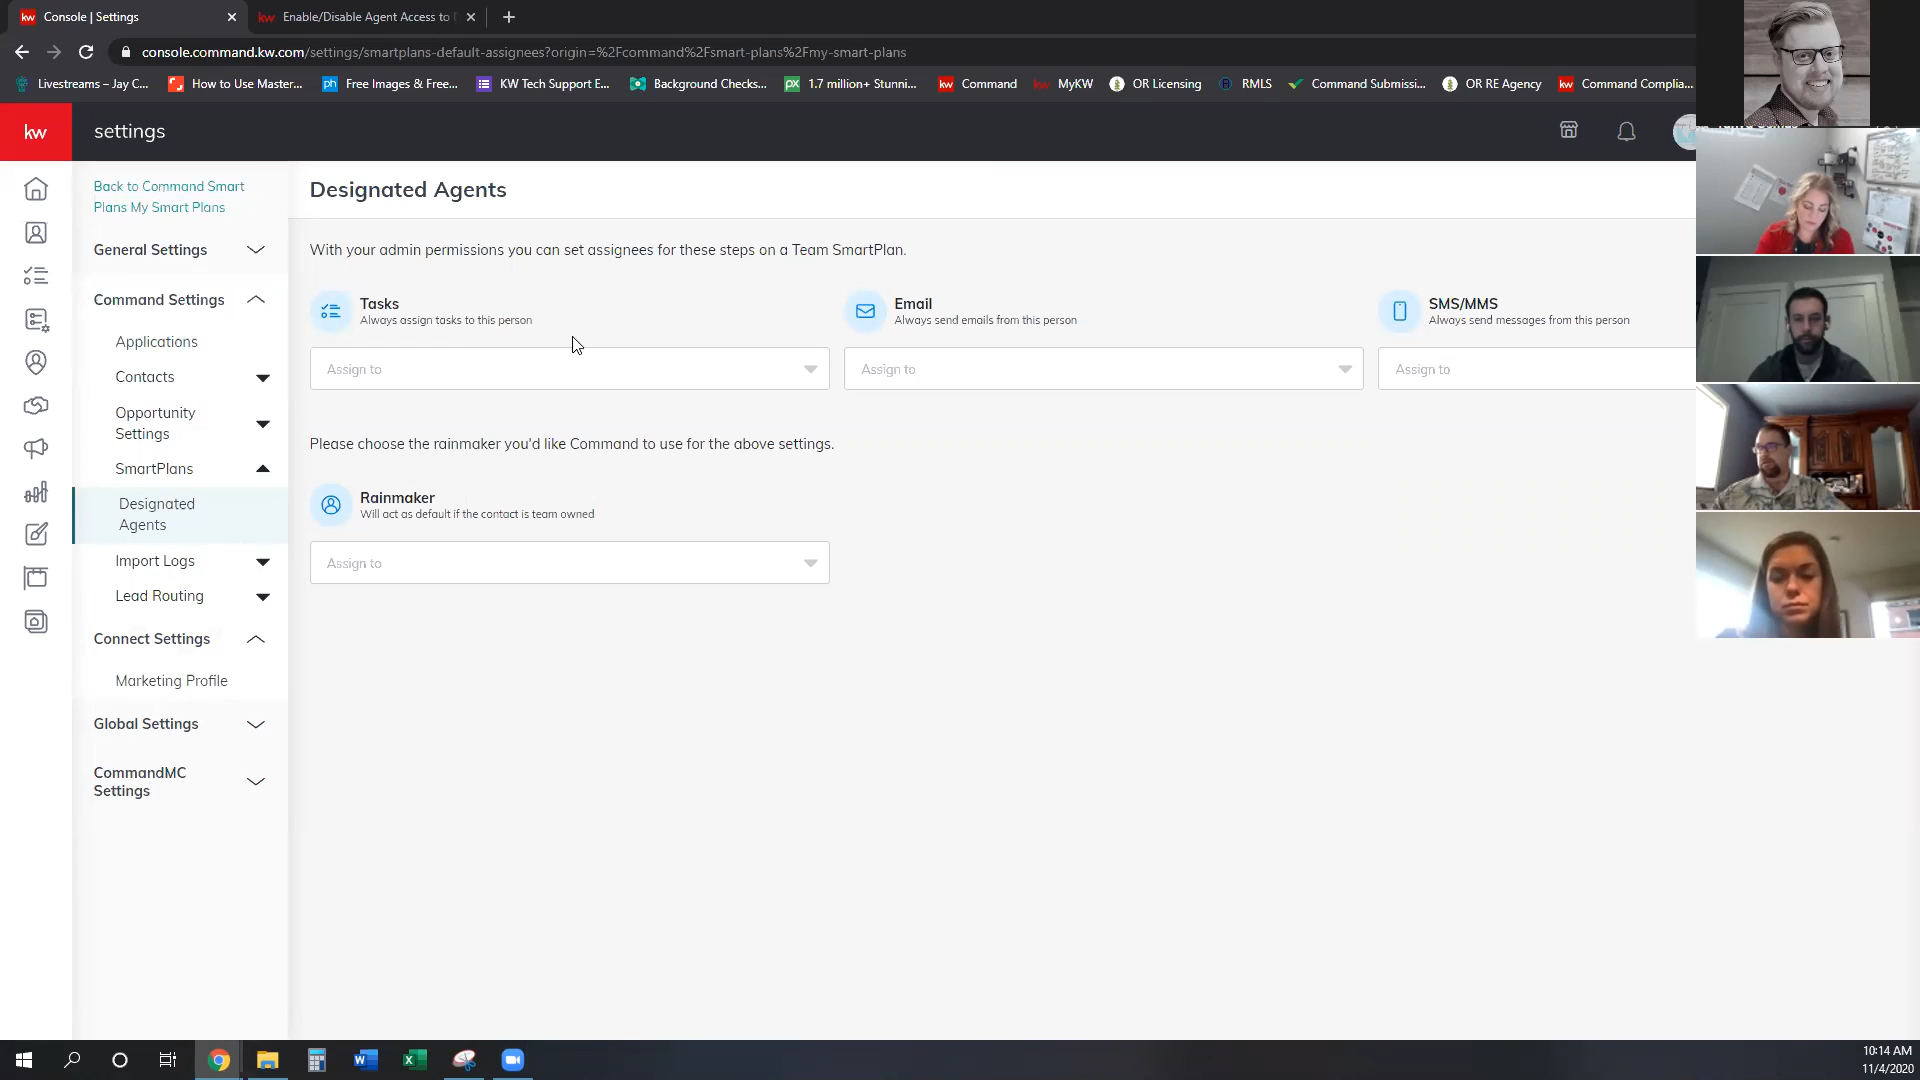 kw Console | Settings
kw Enable/Disable Agent Access to
console.command.kw.com/settings/smartplans-default-assignees?origin=%2Fcommand%2Fsmart-plans%2Fmy-smart-plans
Livestreams – Jay C... How to Use Master... ph Free Images & Free... KW Tech Support E... Background Checks... px 1.7 million+ Stunni... kw Command kw MyKW OR Licensing RMLS Command Submissi... OR RE Agency kw Command Complia...
kw settings
Back to Command Smart
Plans My Smart Plans
General Settings
Command Settings
Applications
Contacts
Opportunity
Settings
SmartPlans
Designated
Agents
Import Logs
Lead Routing
Connect Settings
Marketing Profile
Global Settings
CommandMC
Settings
Designated Agents
With your admin permissions you can set assignees for these steps on a Team SmartPlan.
Tasks
Always assign tasks to this person
Assign to
Email
Always send emails from this person
Assign to
SMS/MMS
Always send messages from this person
Assign to
Please choose the rainmaker you'd like Command to use for the above settings.
Rainmaker
Will act as default if the contact is team owned
Assign to
10:14 AM
11/4/2020